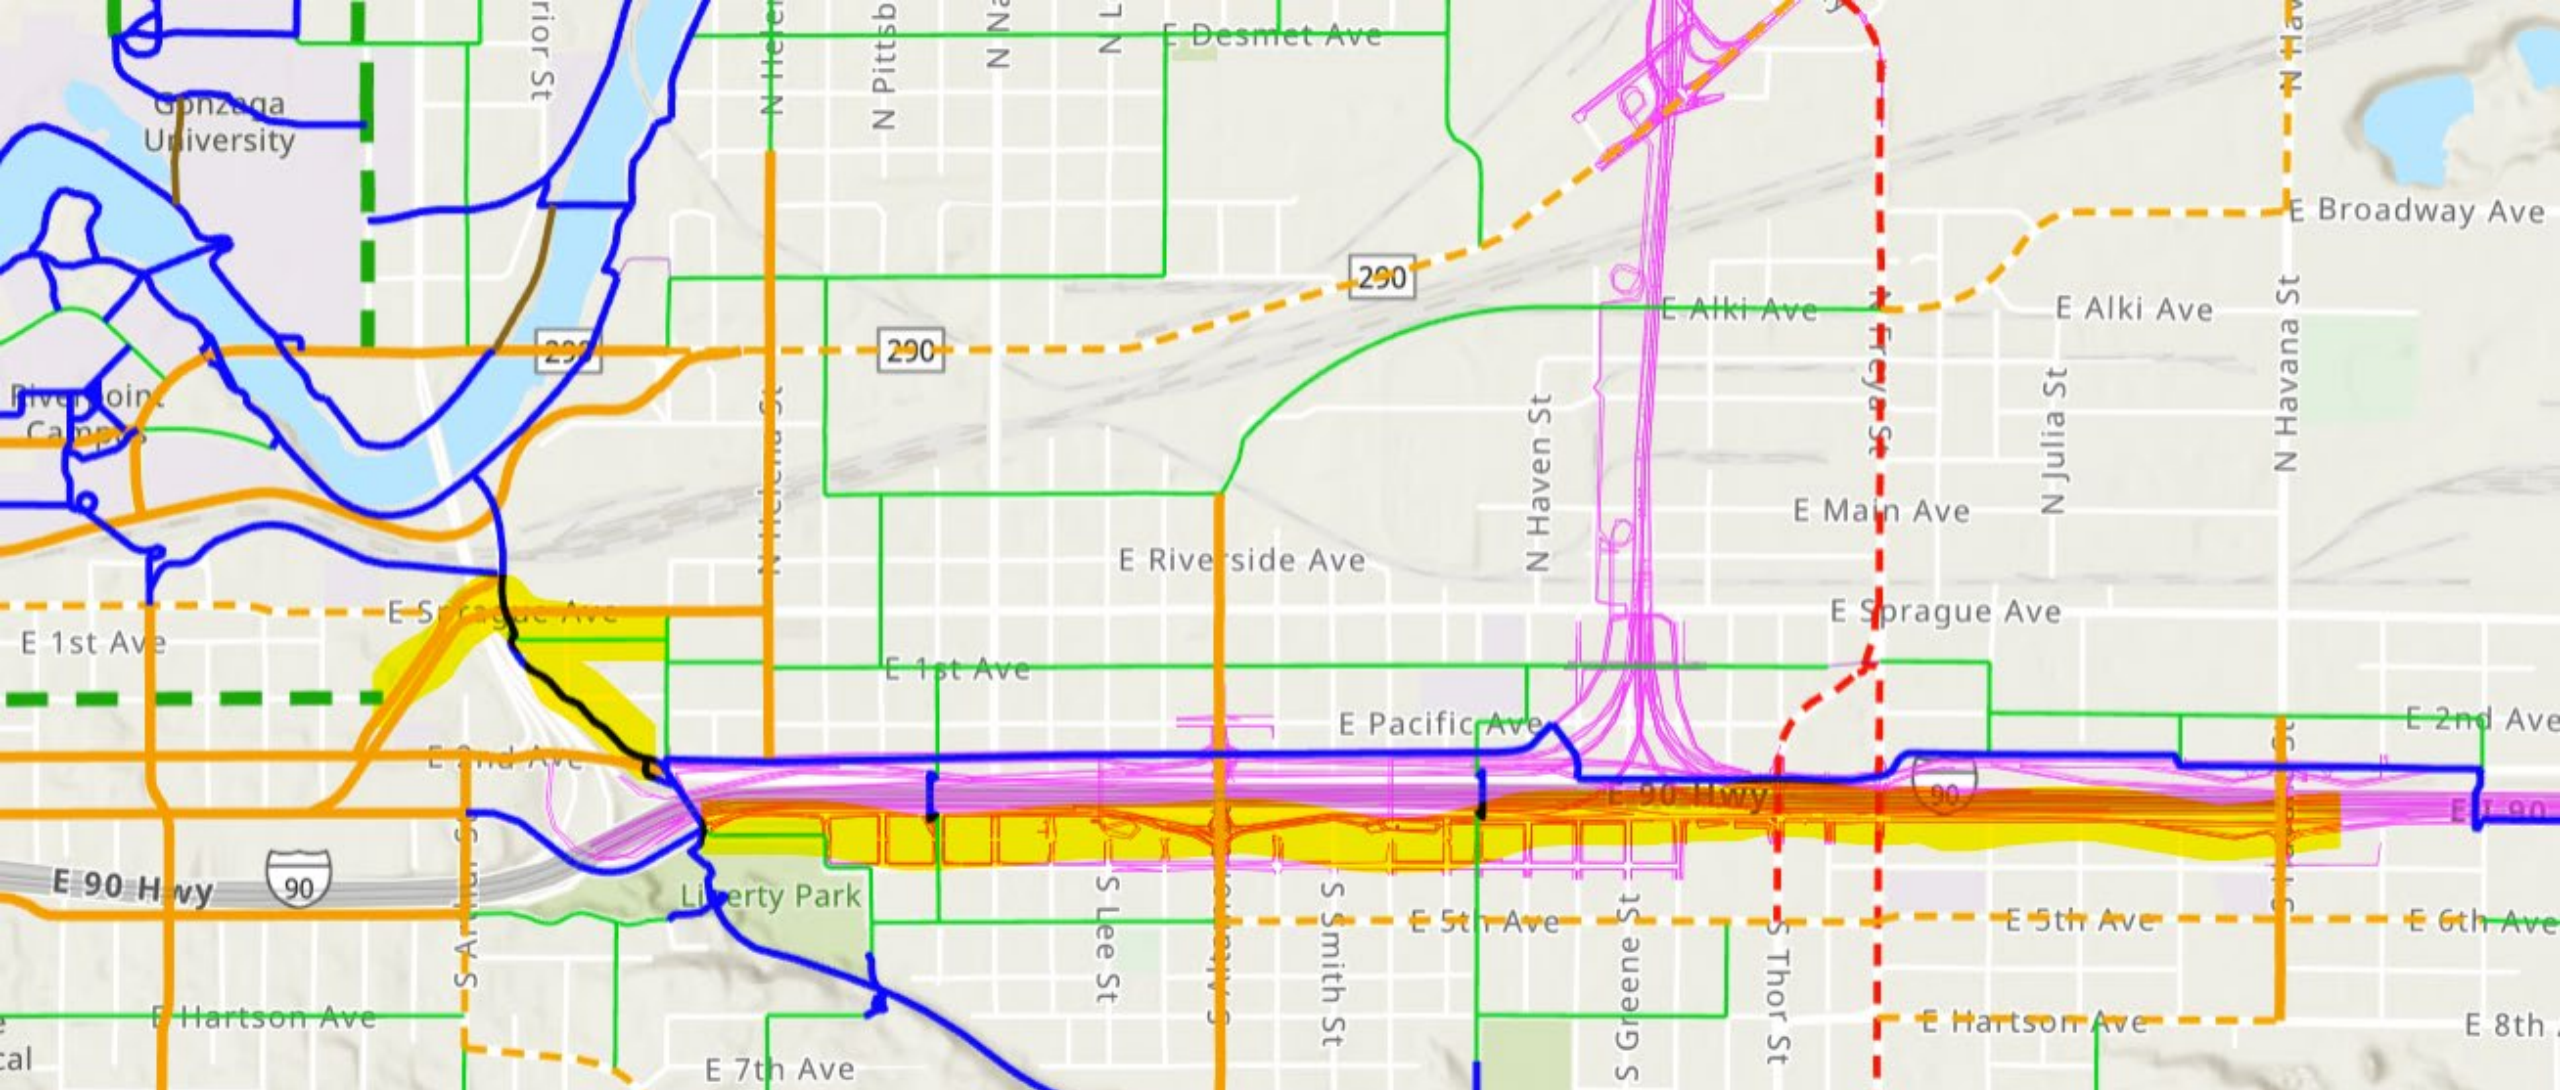 E Desmet Ave
Gonzaga
University
E Broadway Ave
290
E Alki Ave
E Alki Ave
290
N Freya St
N Havana St
N Julia St
N Haven St
Campus
E Main Ave
N Helena St
E Riverside Ave
E Sprague Ave
E Sprague Ave
E 1st Ave
E 1st Ave
E Pacific Ave
E 2nd Ave
E 2nd Ave
E 90 Hwy
90
E I 90
E 90 Hwy
90
Liberty Park
S Lee St
S Smith St
E 5th Ave
S Greene St
S Thor St
E 5th Ave
E 6th Ave
E Hartson Ave
E Hartson Ave
E 8th
cal
E 7th Ave